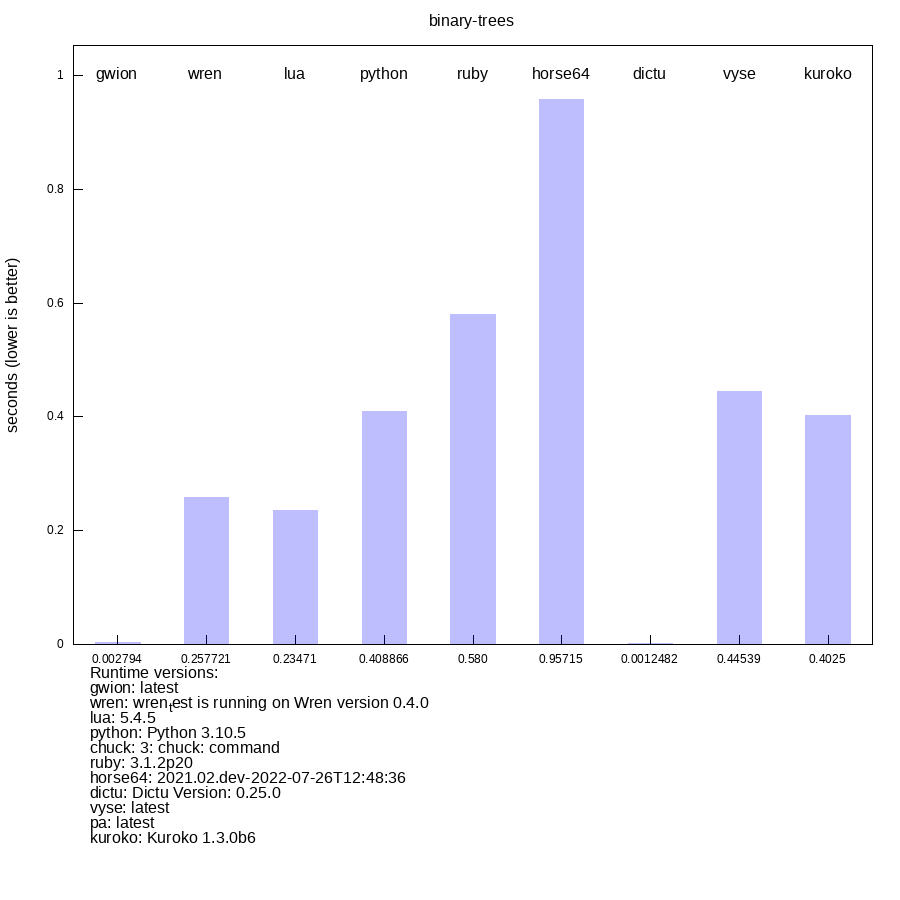 binary-trees
gwion wren lua python ruby horse64 dictu vyse kuroko
1
0.8
0.6
0.4
0.2
0
seconds (lower is better)
0.002794 0.257721 0.23471 0.408866 0.580 0.95715 0.0012482 0.44539 0.4025
Runtime versions:
gwion: latest
wren: wrentest is running on Wren version 0.4.0
lua: 5.4.5
python: Python 3.10.5
chuck: 3: chuck: command
ruby: 3.1.2p20
horse64: 2021.02.dev-2022-07-26T12:48:36
dictu: Dictu Version: 0.25.0
vyse: latest
pa: latest
kuroko: Kuroko 1.3.0b6